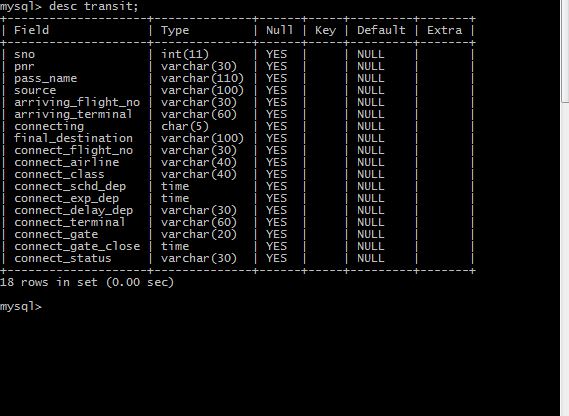 mysql> desc transit;
+--------------------+--------------+------+-----+---------+-------+
| Field              | Type         | Null | Key | Default | Extra |
+--------------------+--------------+------+-----+---------+-------+
| sno                | int(11)      | YES  |     | NULL    |       |
| pnr                | varchar(30)  | YES  |     | NULL    |       |
| pass_name          | varchar(110) | YES  |     | NULL    |       |
| source             | varchar(100) | YES  |     | NULL    |       |
| arriving_flight_no | varchar(30)  | YES  |     | NULL    |       |
| arriving_terminal  | varchar(60)  | YES  |     | NULL    |       |
| connecting         | char(5)      | YES  |     | NULL    |       |
| final_destination  | varchar(100) | YES  |     | NULL    |       |
| connect_flight_no  | varchar(30)  | YES  |     | NULL    |       |
| connect_airline    | varchar(40)  | YES  |     | NULL    |       |
| connect_class      | varchar(40)  | YES  |     | NULL    |       |
| connect_schd_dep   | time         | YES  |     | NULL    |       |
| connect_exp_dep    | time         | YES  |     | NULL    |       |
| connect_delay_dep  | varchar(30)  | YES  |     | NULL    |       |
| connect_terminal   | varchar(60)  | YES  |     | NULL    |       |
| connect_gate       | varchar(20)  | YES  |     | NULL    |       |
| connect_gate_close | time         | YES  |     | NULL    |       |
| connect_status     | varchar(30)  | YES  |     | NULL    |       |
+--------------------+--------------+------+-----+---------+-------+
18 rows in set (0.00 sec)
mysql>